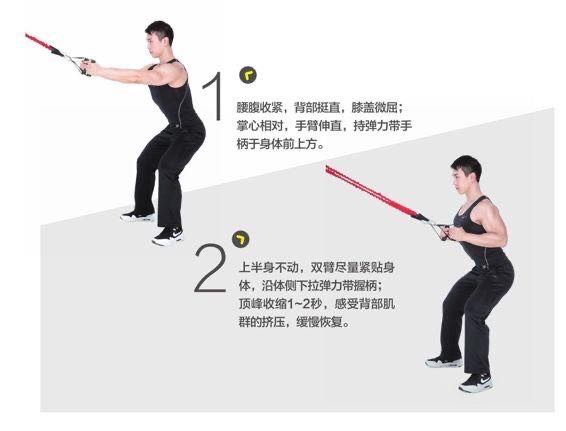 1
腰腹收紧，背部挺直，膝盖微屈；
掌心相对，手臂伸直，持弹力带手
柄于身体前上方。
2
上半身不动，双臂尽量紧贴身
体，沿体侧下拉弹力带握柄；
顶峰收缩1~2秒，感受背部肌
群的挤压，缓慢恢复。